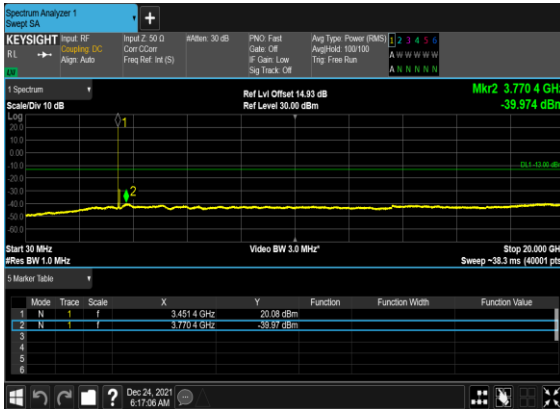 Spectrum Analyzer 1
Swept SA
+
KEYSIGHT Input: RF Input Z: 50 Ω #Atten: 30 dB PNO: Fast Avg Type: Power (RMS) 1 2 3 4 5 6
RL Coupling: DC Corr CCorr Gate: Off Avg|Hold: 100/100 A W W W W W
Align: Auto Freq Ref: Int (S) IF Gain: Low Trig: Free Run
Sig Track: Off A N N N N N
1 Spectrum
Ref Lvl Offset 14.93 dB
Mkr2 3.770 4 GHz
Scale/Div 10 dB
Ref Level 30.00 dBm
-39.974 dBm
Log
20.0
10.0
0.00
-10.0
-20.0
-30.0
-40.0
-50.0
-60.0
1
2
DL1 -13.00 dBm
Start 30 MHz Video BW 3.0 MHz* Stop 20.000 GHz
#Res BW 1.0 MHz Sweep ~38.3 ms (40001 pts)
5 Marker Table
Mode Trace Scale X Y Function Function Width Function Value
1 N 1 f 3.451 4 GHz 20.08 dBm
2 N 1 f 3.770 4 GHz -39.97 dBm
3
4
5
6
? Dec 24, 2021
6:17:06 AM